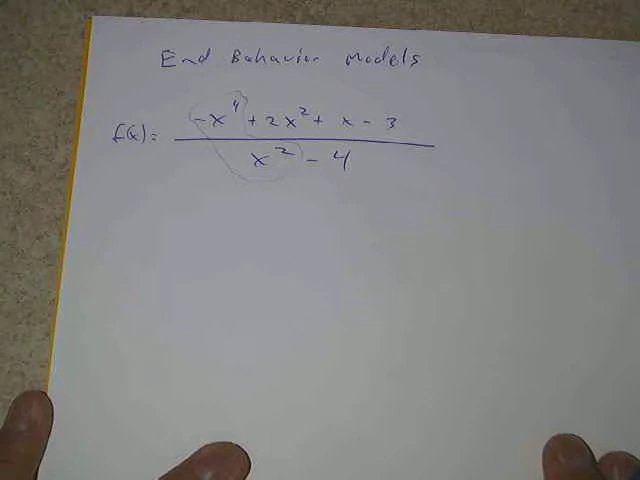 End Behavior Models
f(x) = (-x⁴ + 2x² + x - 3) / (x² - 4)